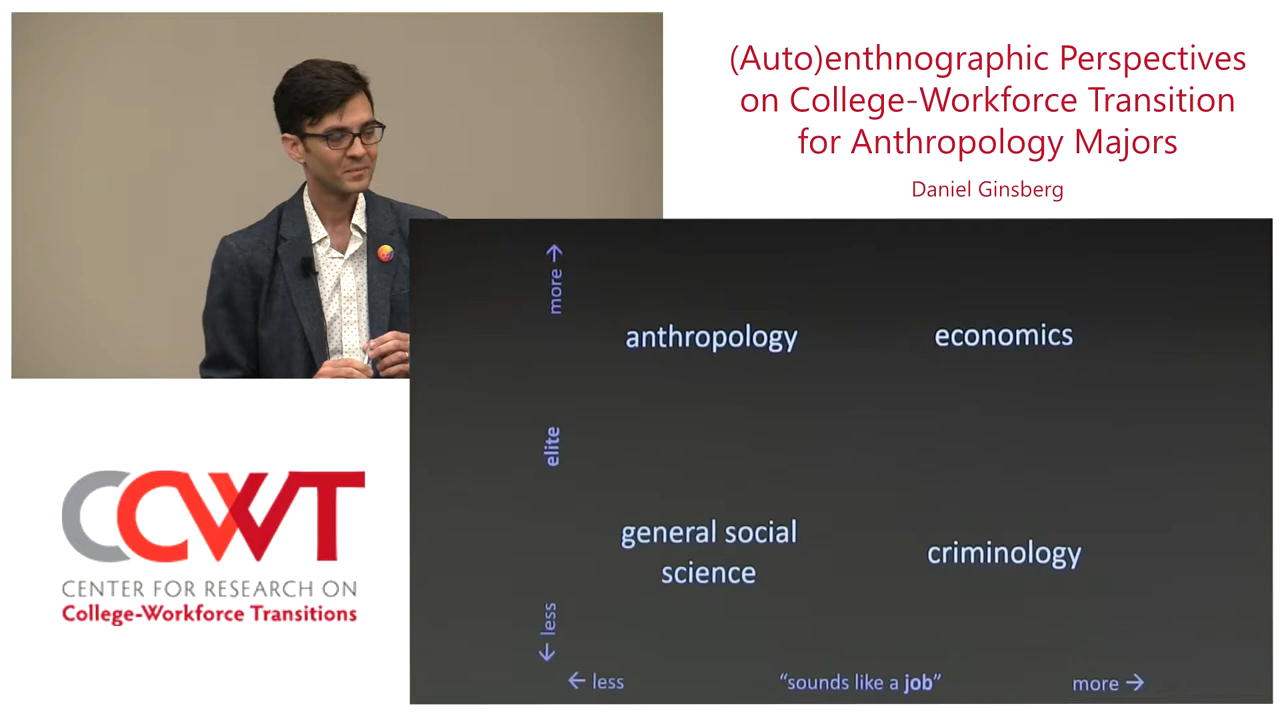 (Auto)enthnographic Perspectives
on College-Workforce Transition
for Anthropology Majors
Daniel Ginsberg
more →
anthropology
economics
elite
general social
science
criminology
← less
← less
“sounds like a job”
more →
CCWT
CENTER FOR RESEARCH ON
College-Workforce Transitions